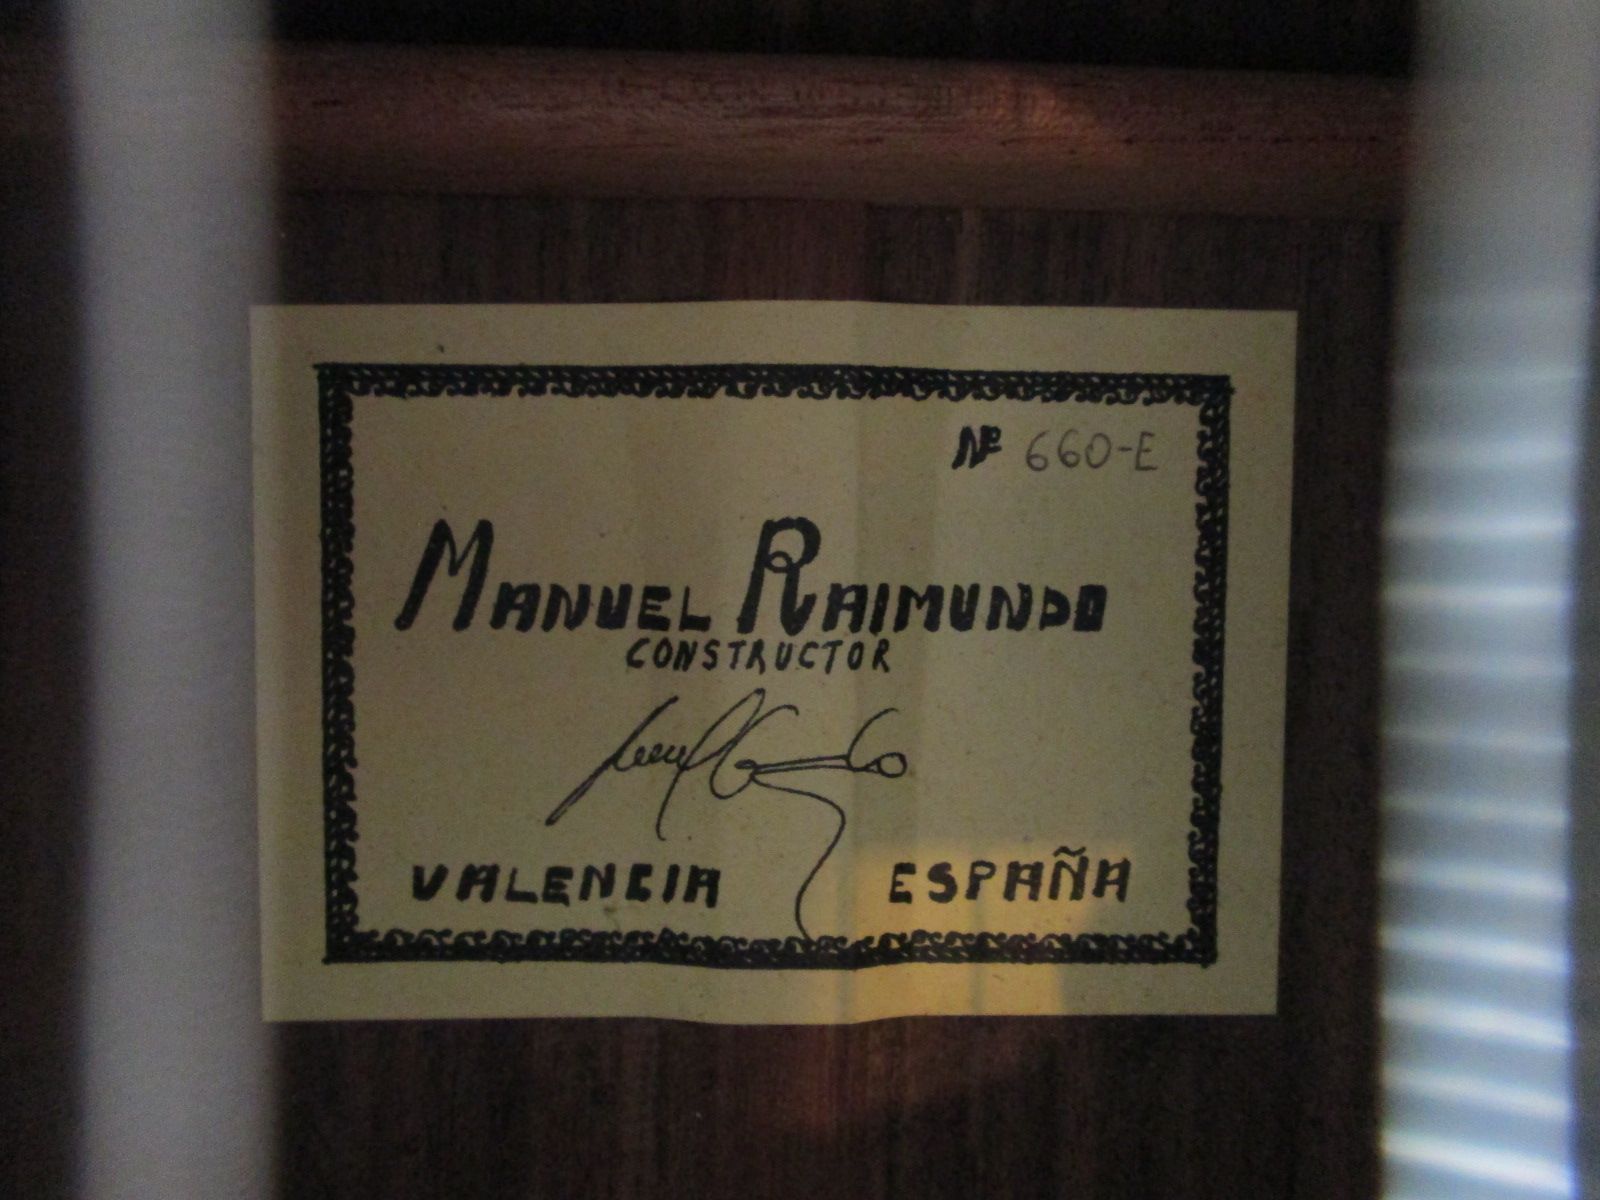 Nº 660-E
MANUEL RAIMUNDO
CONSTRUCTOR
VALENCIA ESPAÑA